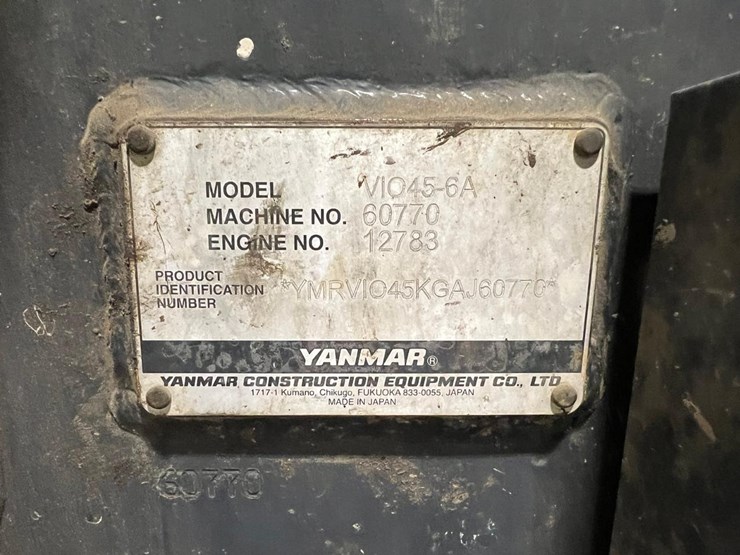 MODEL VIO45-6A
MACHINE NO. 60770
ENGINE NO. 12783
PRODUCT
IDENTIFICATION *YMRVIO45KGAJ60770*
NUMBER
YANMAR®
YANMAR CONSTRUCTION EQUIPMENT CO., LTD
1717-1 Kumano, Chikugo, FUKUOKA 833-0055, JAPAN
MADE IN JAPAN
60770